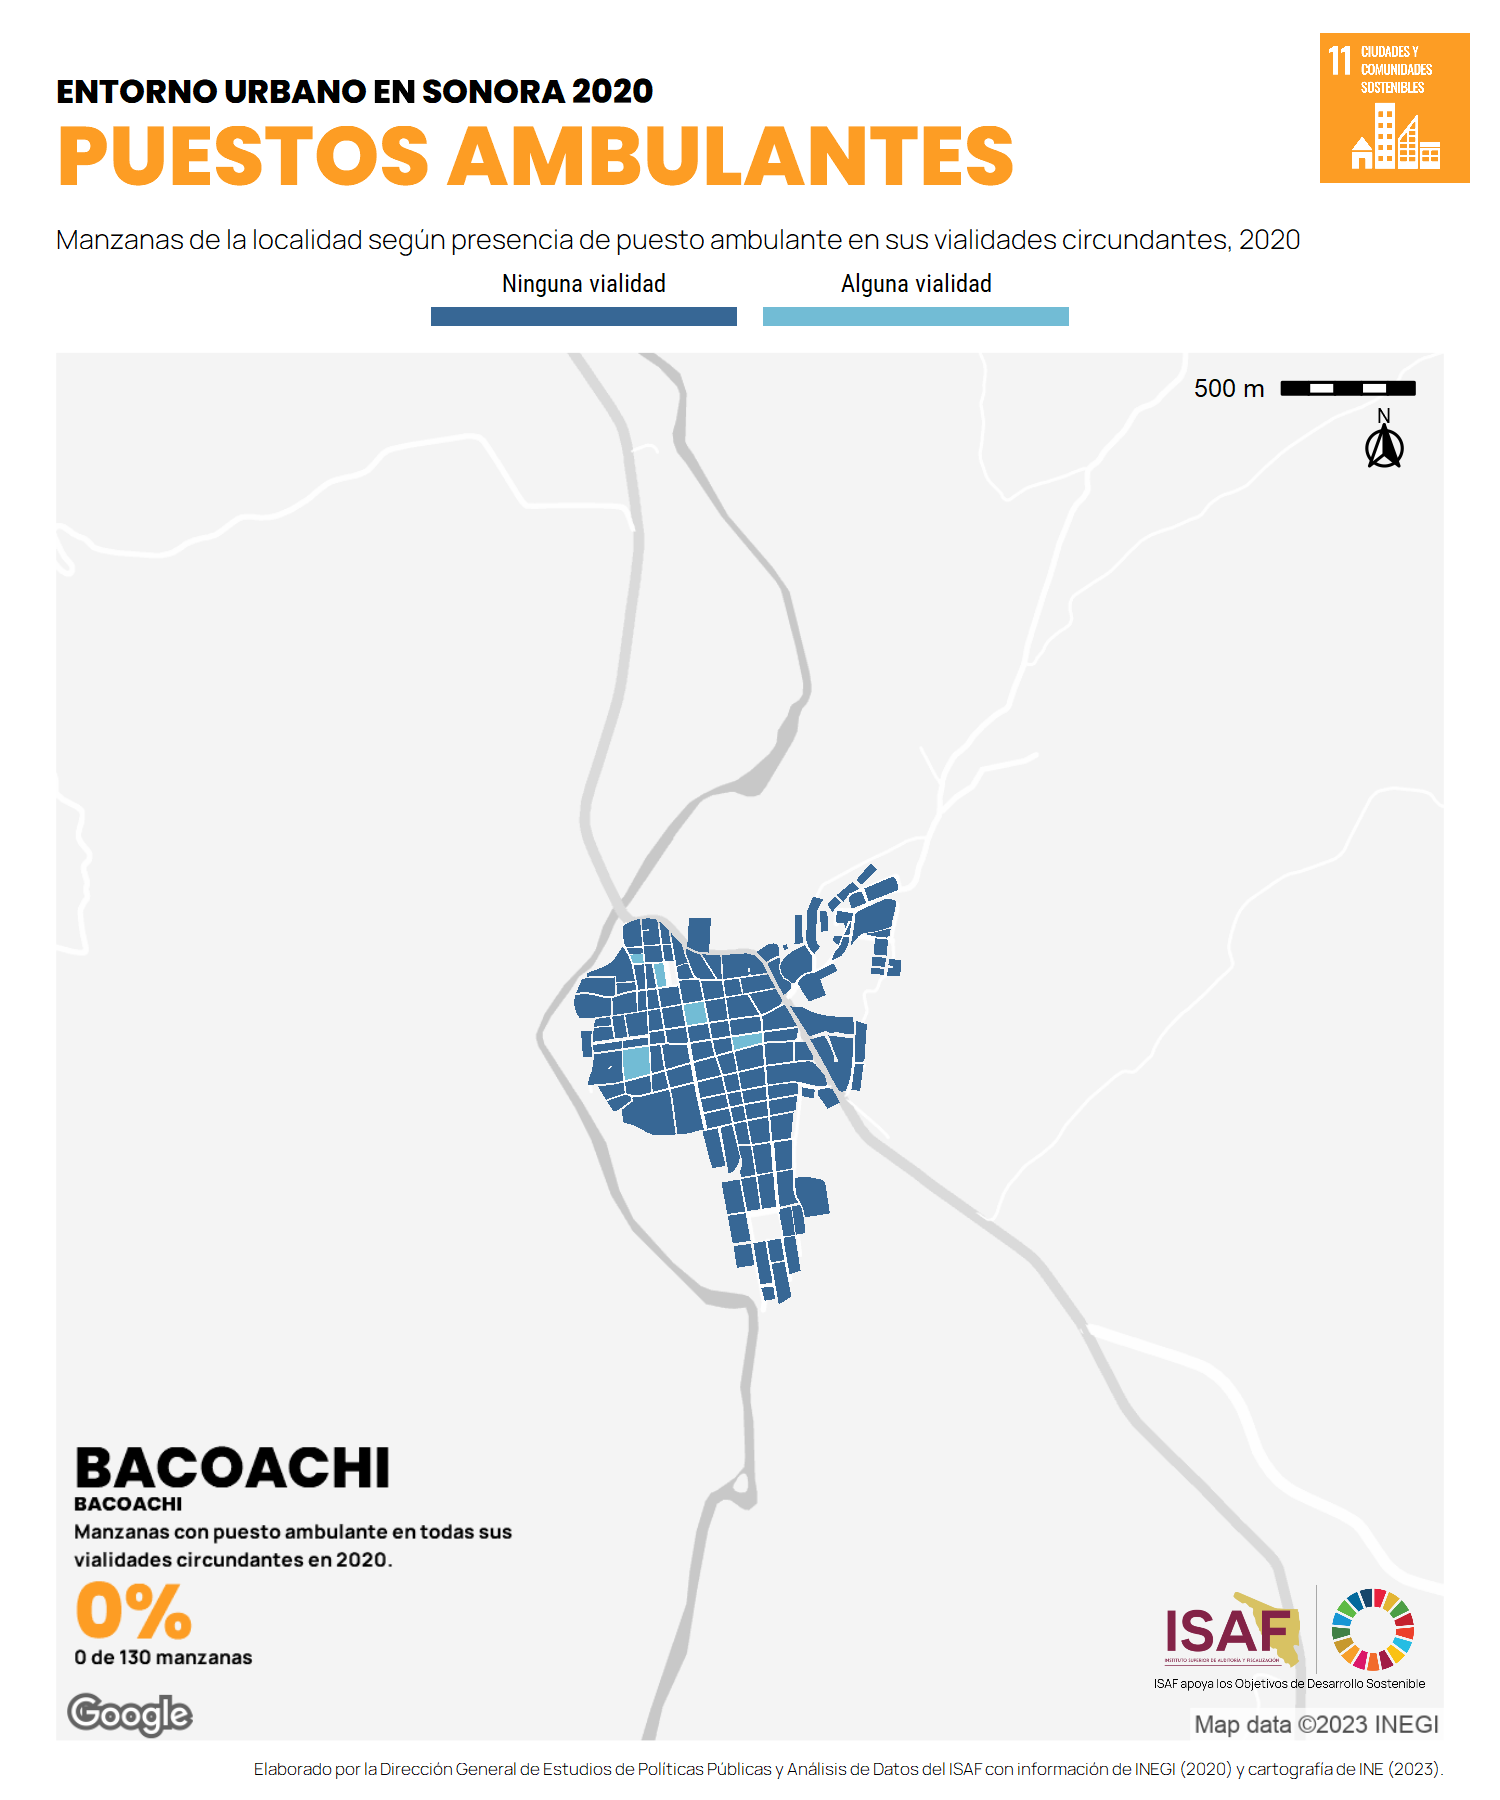 ENTORNO URBANO EN SONORA 2020
PUESTOS AMBULANTES
11 CIUDADES Y
COMUNIDADES
SOSTENIBLES
Manzanas de la localidad según presencia de puesto ambulante en sus vialidades circundantes, 2020
Ninguna vialidad
Alguna vialidad
500 m
N
BACOACHI
BACOACHI
Manzanas con puesto ambulante en todas sus
vialidades circundantes en 2020.
0%
0 de 130 manzanas
Google
ISAF
INSTITUTO SUPERIOR DE AUDITORÍA Y FISCALIZACIÓN
ISAF apoya los Objetivos de Desarrollo Sostenible
Map data ©2023 INEGI
Elaborado por la Dirección General de Estudios de Políticas Públicas y Análisis de Datos del ISAF con información de INEGI (2020) y cartografía de INE (2023).